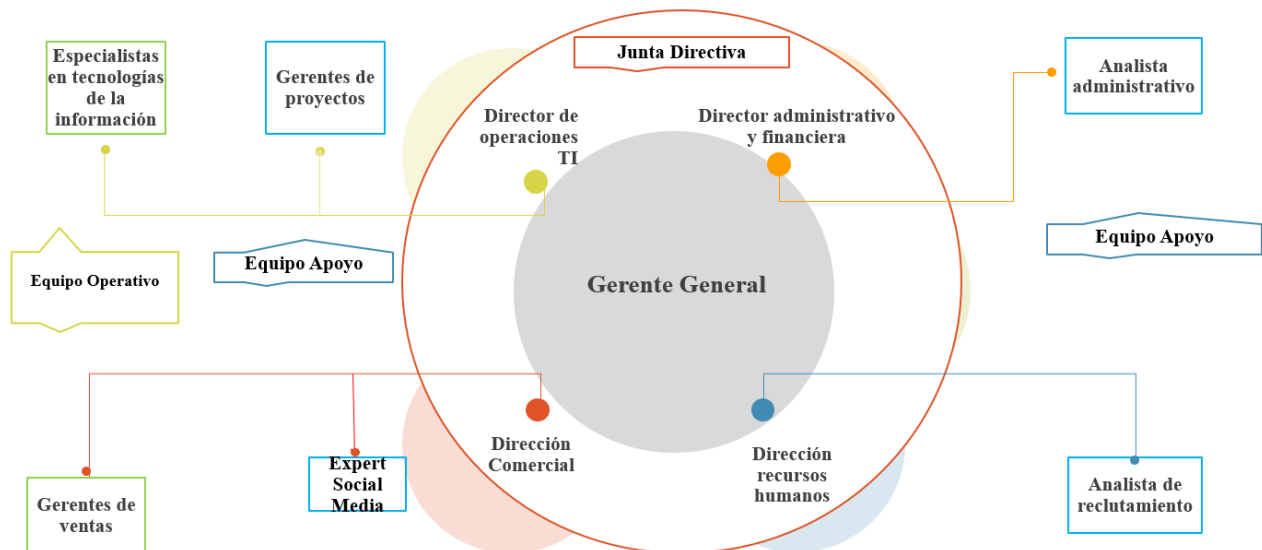 Junta Directiva
Especialistas
en tecnologías
de la
información
Gerentes de
proyectos
Analista
administrativo
Director de
operaciones
TI
Director administrativo
y financiera
Equipo Operativo
Equipo Apoyo
Gerente General
Equipo Apoyo
Dirección
Comercial
Dirección
recursos
humanos
Gerentes de
ventas
Expert
Social
Media
Analista de
reclutamiento